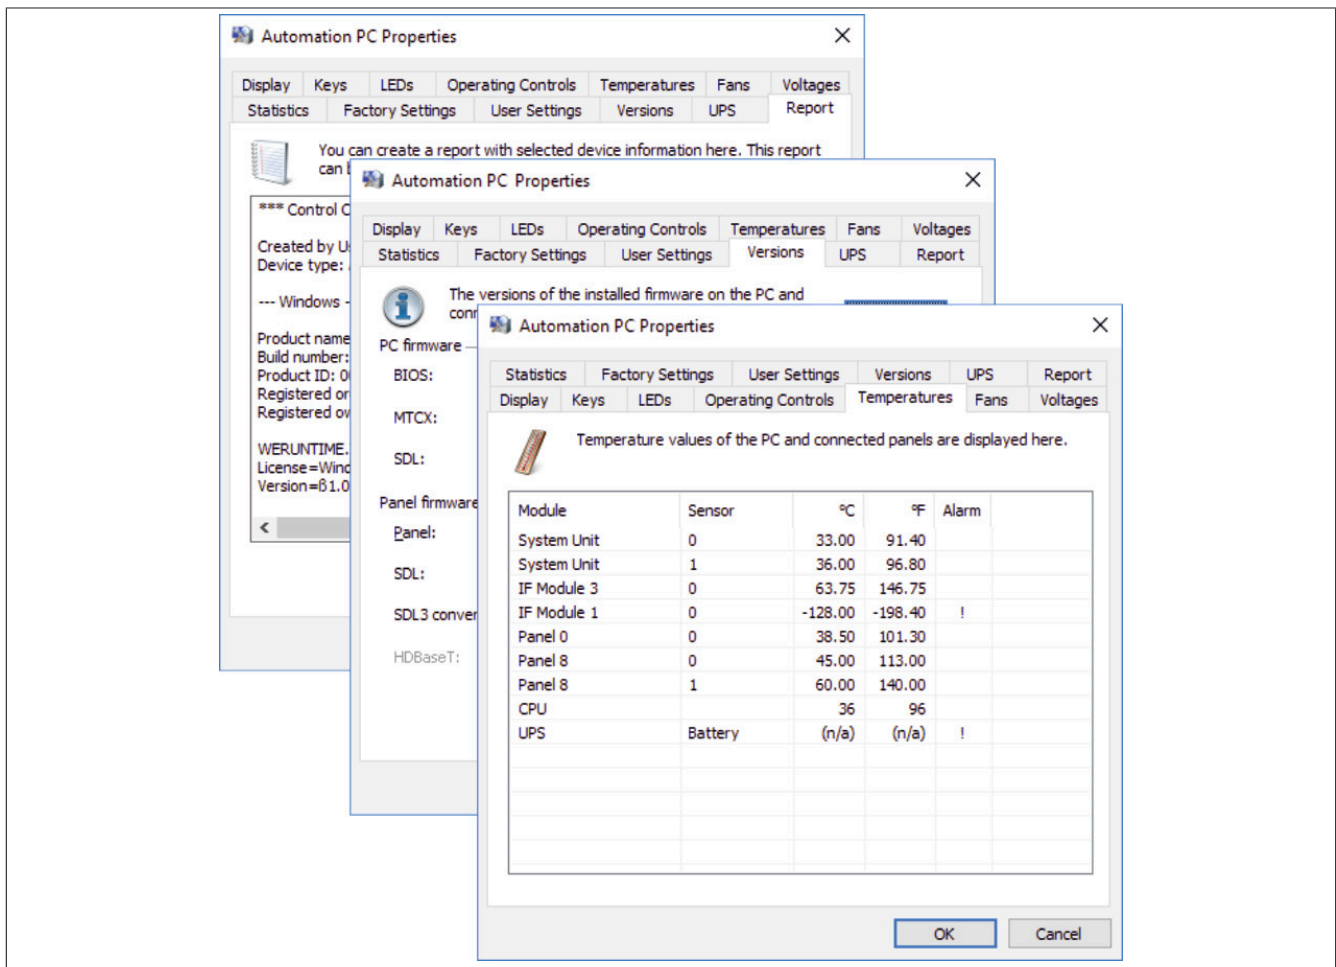 Automation PC Properties
Display Keys LEDs Operating Controls Temperatures Fans Voltages
Statistics Factory Settings User Settings Versions UPS Report
You can create a report with selected device information here. This report
can
*** Control
Created by
Device type:
--- Windows -
Product name
Build number:
Product ID:
Registered
Registered
WERUNTIME.
License=Wind
Version=ß1.0
<
Automation PC Properties
Display Keys LEDs Operating Controls Temperatures Fans Voltages
Statistics Factory Settings User Settings Versions UPS Report
The versions of the installed firmware on the PC and
PC firmware
BIOS:
MTCX:
SDL:
Panel firmware
Panel:
SDL:
SDL3 conver
HDBaseT:
Automation PC Properties
Statistics Factory Settings User Settings Versions UPS Report
Display Keys LEDs Operating Controls Temperatures Fans Voltages
Temperature values of the PC and connected panels are displayed here.
Module Sensor °C °F Alarm
System Unit 0 33.00 91.40
System Unit 1 36.00 96.80
IF Module 3 0 63.75 146.75
IF Module 1 0 -128.00 -198.40 !
Panel 0 0 38.50 101.30
Panel 8 0 45.00 113.00
Panel 8 1 60.00 140.00
CPU 36 96
UPS Battery (n/a) (n/a) !
OK Cancel